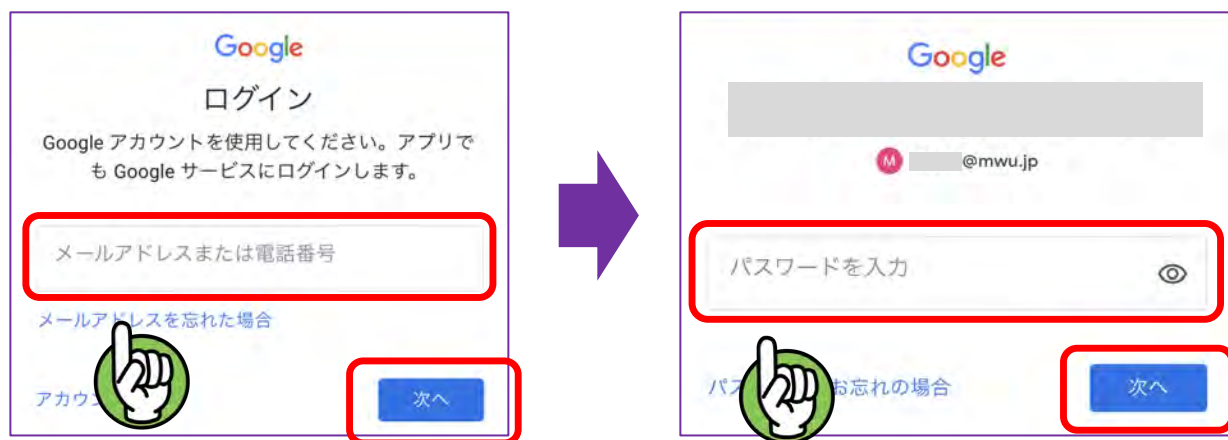 Google
ログイン
Google アカウントを使用してください。アプリで
も Google サービスにログインします。
メールアドレスまたは電話番号
メールアドレスを忘れた場合
アカウ
次へ
Google
M @mwu.jp
パスワードを入力
パス お忘れの場合
次へ